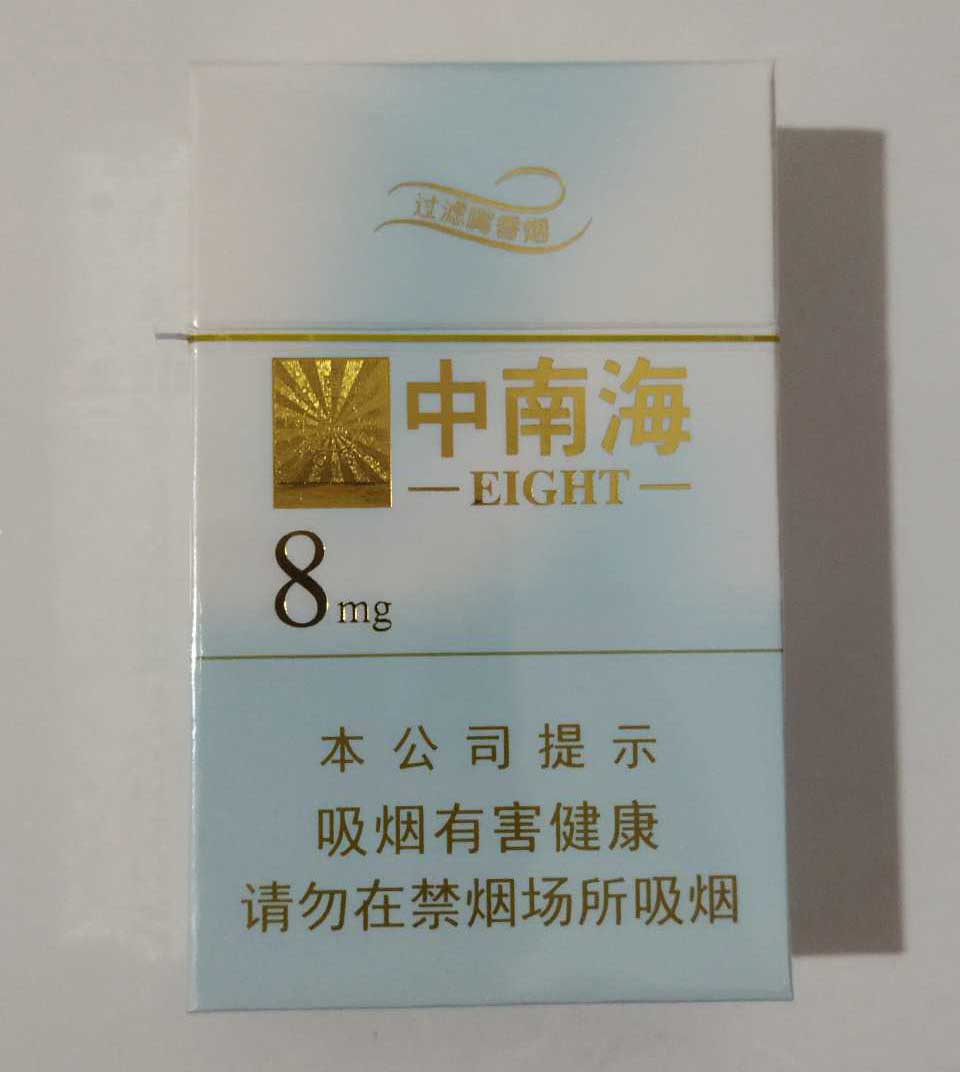 过滤嘴香烟
中南海
EIGHT
8mg
本公司提示
吸烟有害健康
请勿在禁烟场所吸烟